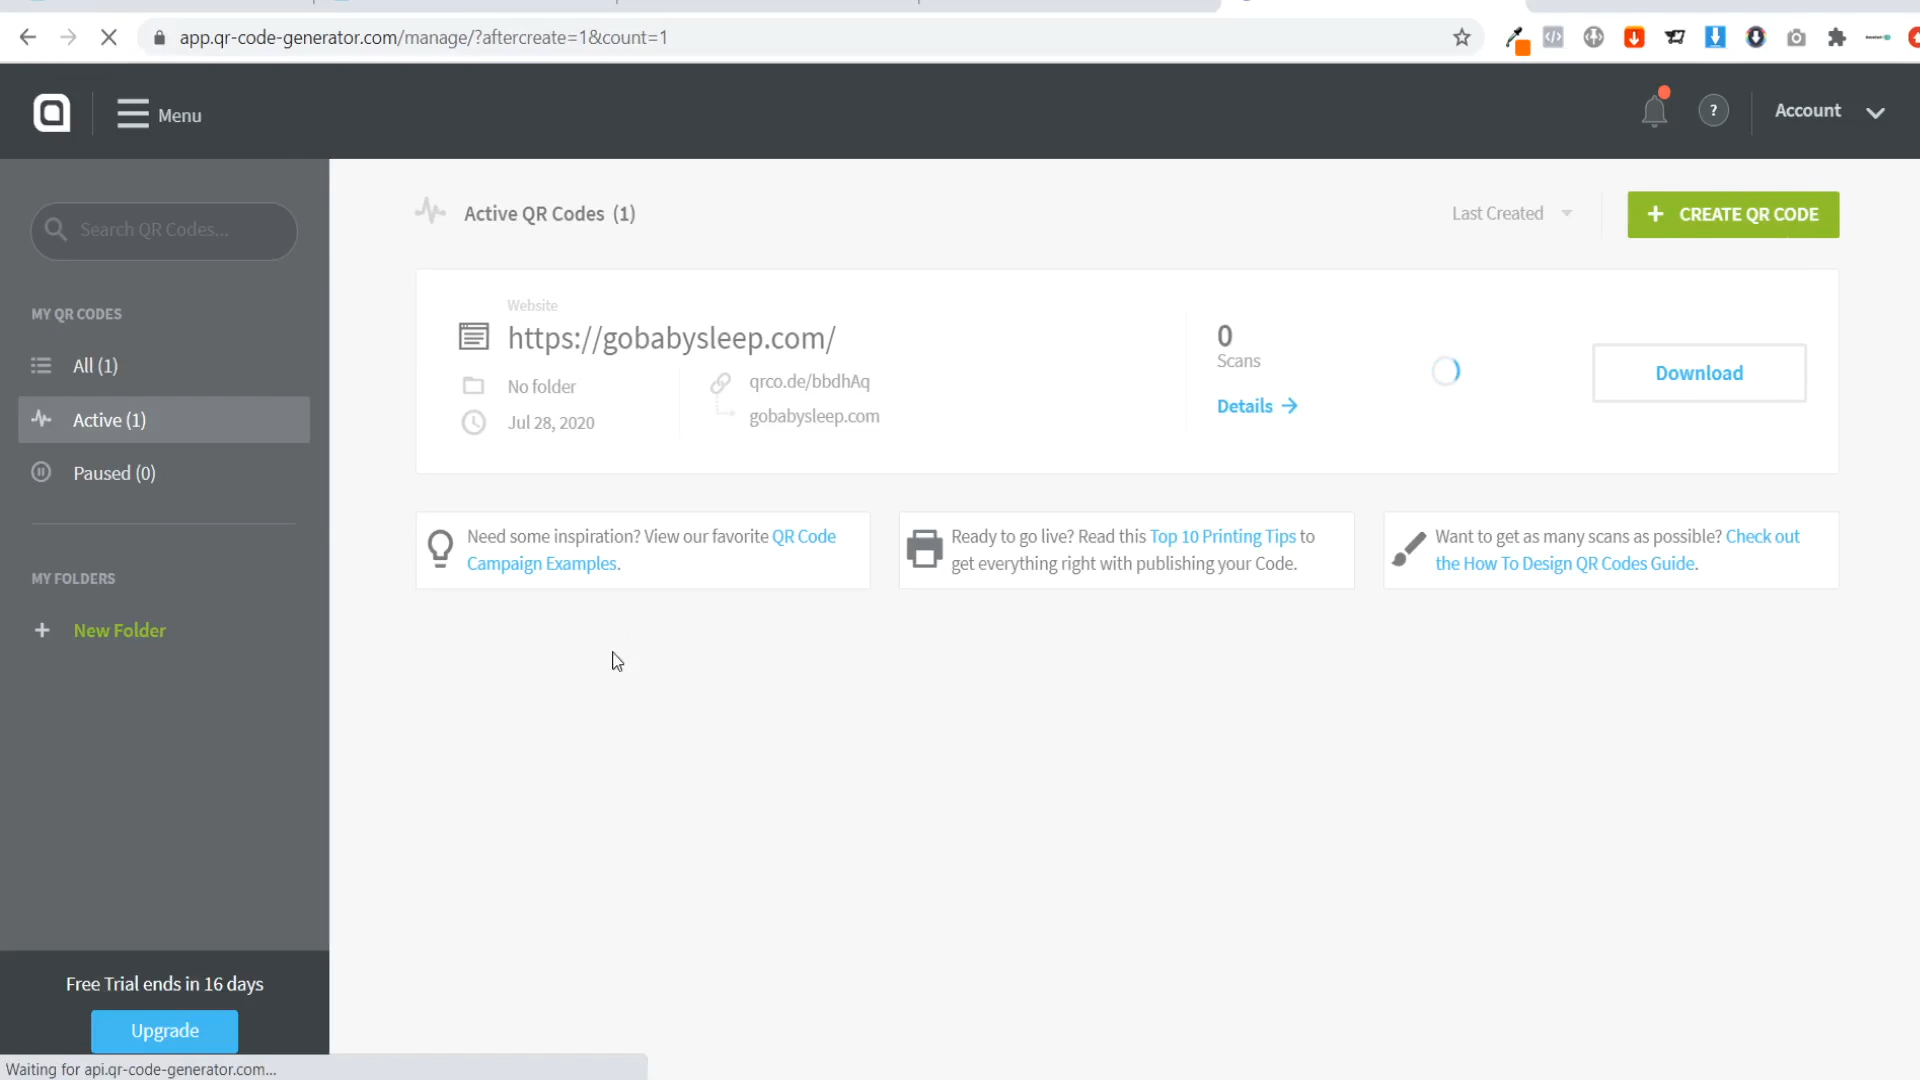 app.qr-code-generator.com/manage/?aftercreate=1&count=1
Menu
?
Account
Search QR Codes...
MY QR CODES
All (1)
Active (1)
Paused (0)
MY FOLDERS
+ New Folder
Free Trial ends in 16 days
Upgrade
Active QR Codes (1)
Last Created
+ CREATE QR CODE
Website
https://gobabysleep.com/
No folder
Jul 28, 2020
qrco.de/bbdhAq
gobabysleep.com
0
Scans
Details →
Download
Need some inspiration? View our favorite QR Code
Campaign Examples.
Ready to go live? Read this Top 10 Printing Tips to
get everything right with publishing your Code.
Want to get as many scans as possible? Check out
the How To Design QR Codes Guide.
Waiting for api.qr-code-generator.com...